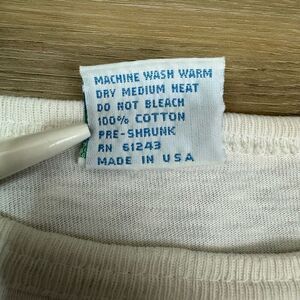 MACHINE WASH WARM
DRY MEDIUM HEAT
DO NOT BLEACH
100% COTTON
PRE-SHRUNK
RN 61243
MADE IN USA